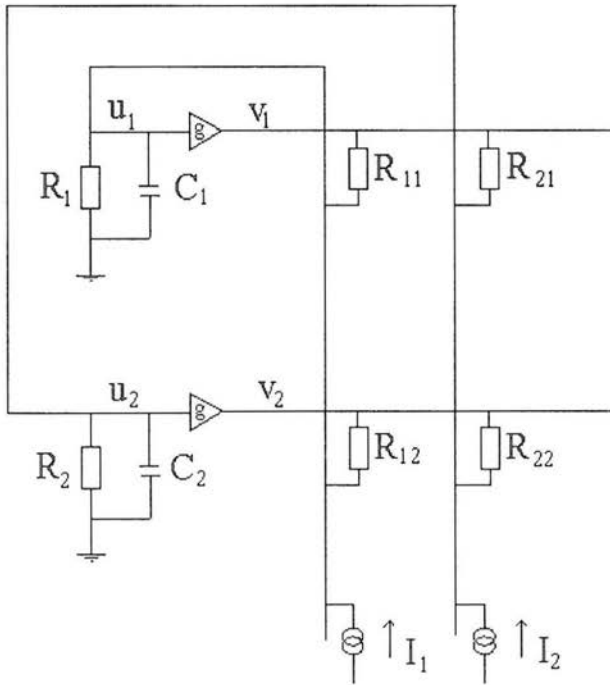 u₁ g v₁
R₁ C₁ R₁₁ R₂₁
u₂ g v₂
R₂ C₂ R₁₂ R₂₂
I₁ I₂